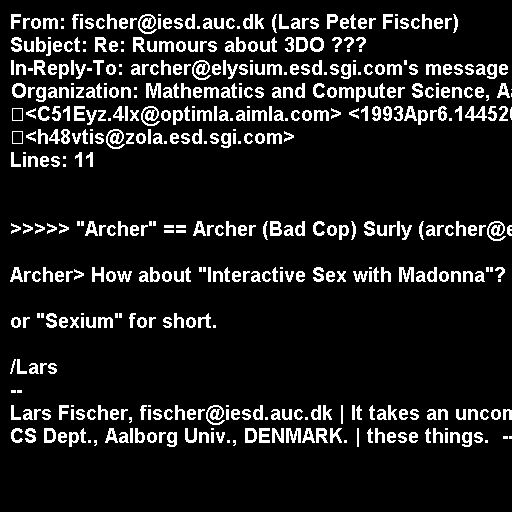 From: fischer@iesd.auc.dk (Lars Peter Fischer)
Subject: Re: Rumours about 3DO ???
In-Reply-To: archer@elysium.esd.sgi.com's message
Organization: Mathematics and Computer Science,
<C51Eyz.4lx@optimla.aimla.com> <1993Apr6.14452
<h48vtis@zola.esd.sgi.com>
Lines: 11

>>>>> "Archer" == Archer (Bad Cop) Surly (archer@e

Archer> How about "Interactive Sex with Madonna"?

or "Sexium" for short.

/Lars
--
Lars Fischer, fischer@iesd.auc.dk | It takes an uncom
CS Dept., Aalborg Univ., DENMARK. | these things. --